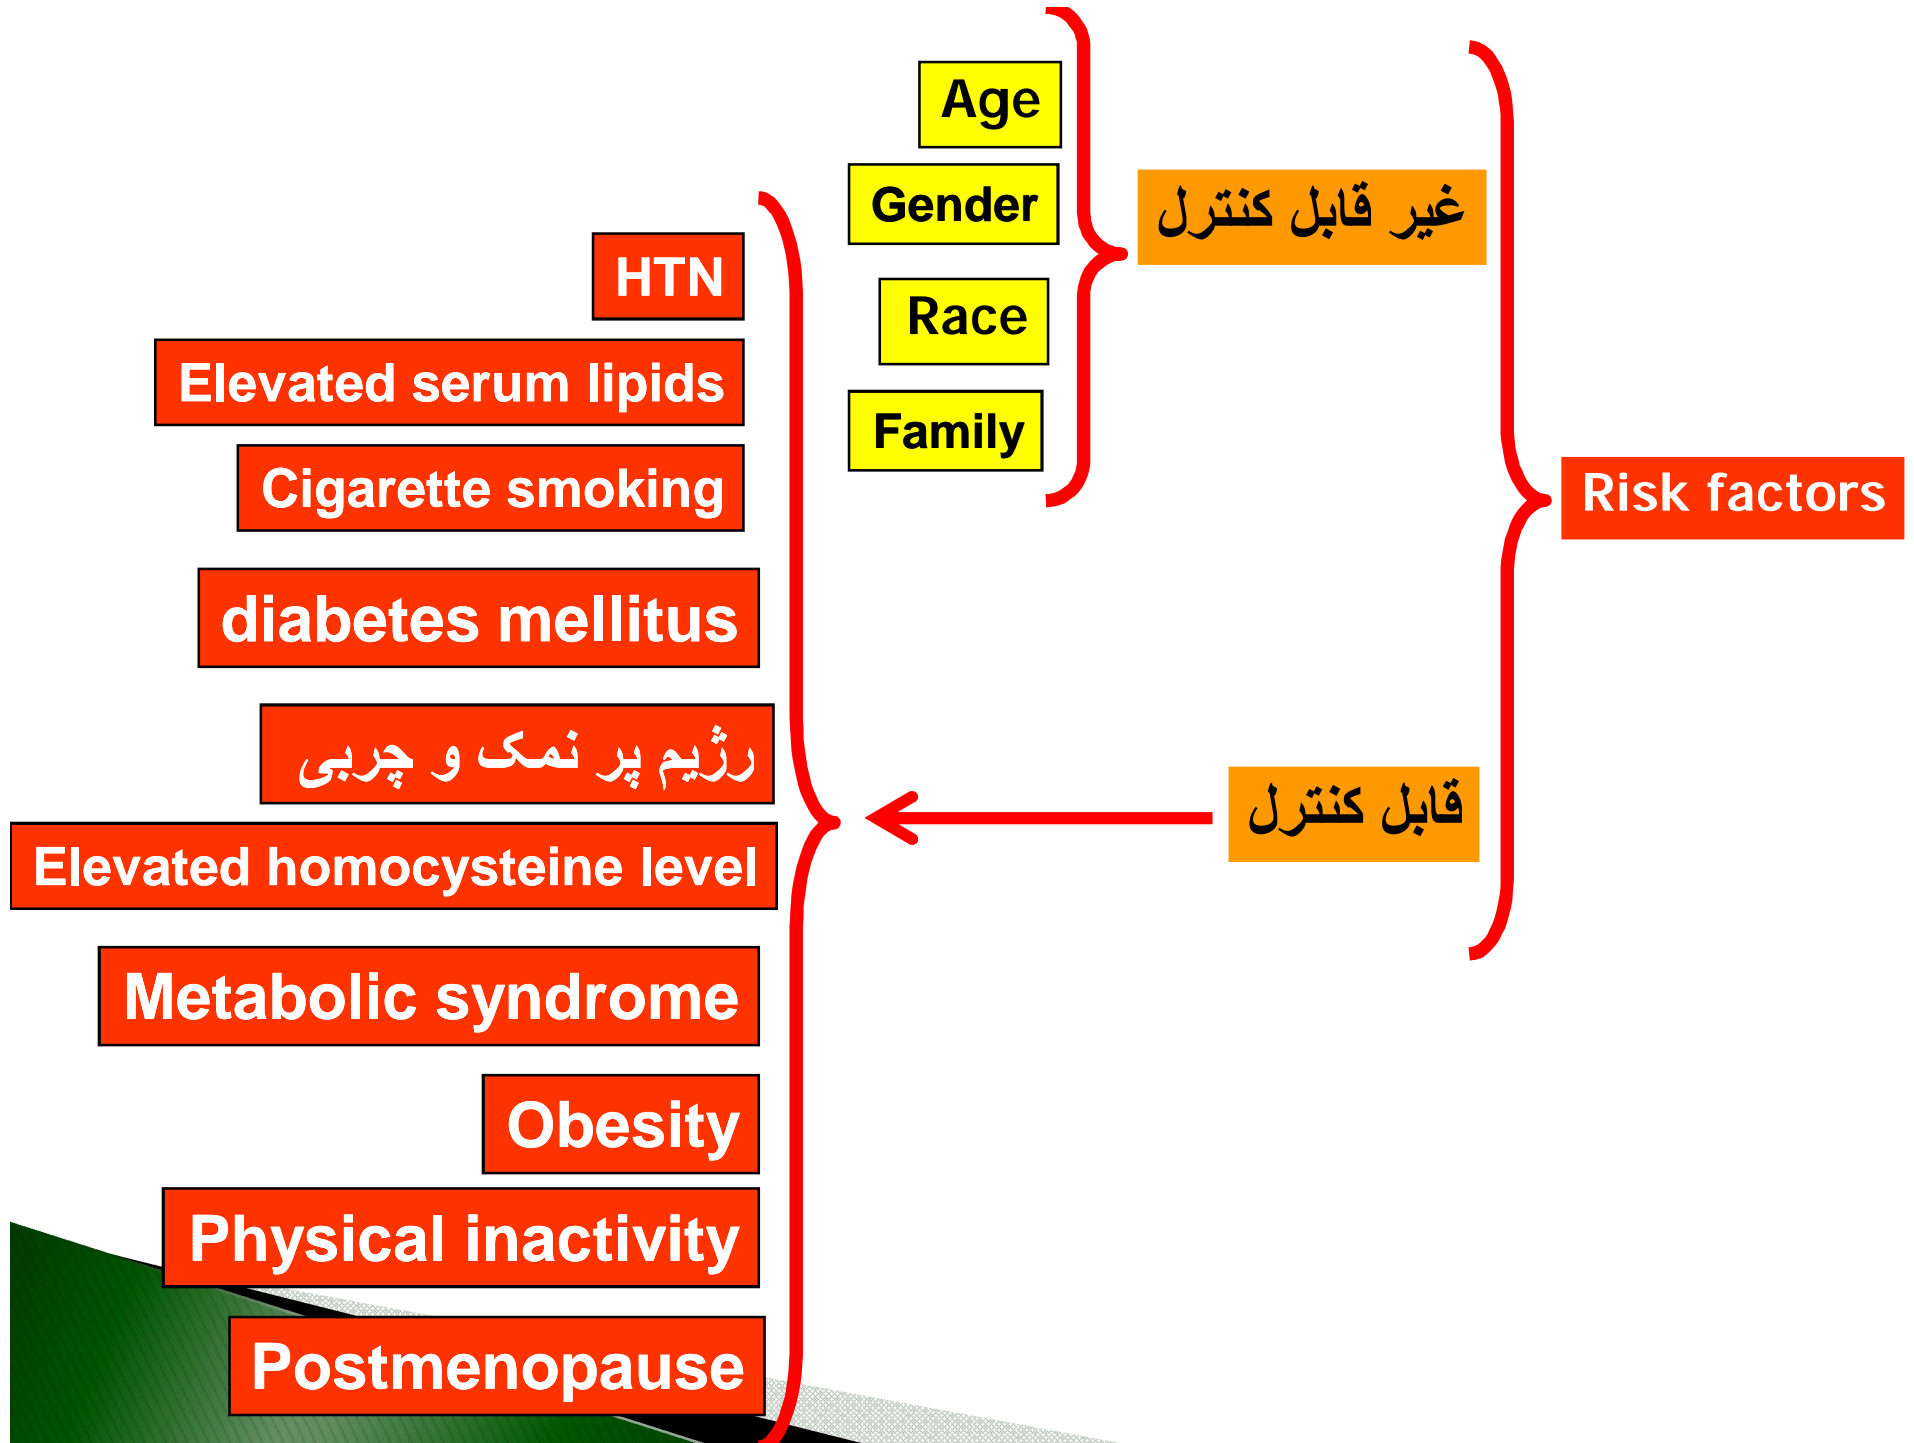 Risk factors
غیر قابل کنترل
Age
Gender
Race
Family
قابل کنترل
HTN
Elevated serum lipids
Cigarette smoking
diabetes mellitus
رژیم پر نمک و چربی
Elevated homocysteine level
Metabolic syndrome
Obesity
Physical inactivity
Postmenopause